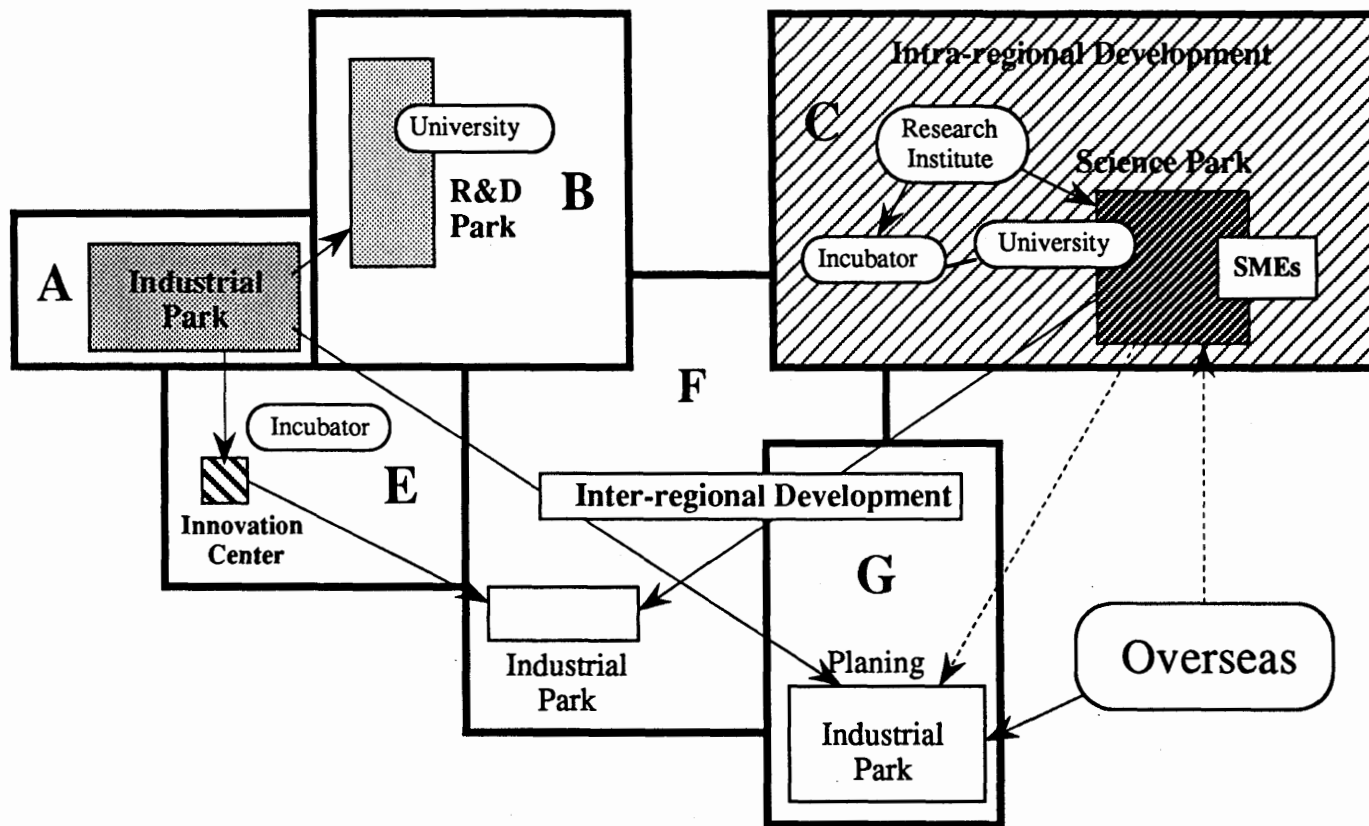 Intra-regional Development
C
Research
Institute
Science Park
University
Incubator
SMEs
University
R&D
Park
B
A
Industrial
Park
F
Incubator
E
Innovation
Center
Inter-regional Development
G
Industrial
Park
Planing
Industrial
Park
Overseas